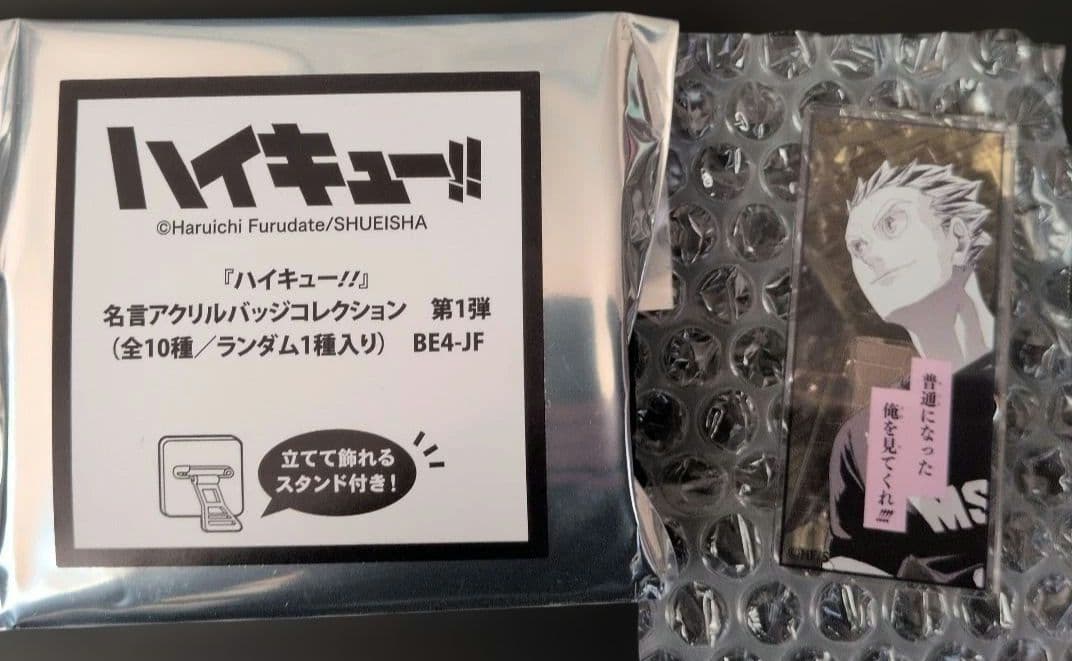 ハイキュー!!
©Haruichi Furudate/SHUEISHA
『ハイキュー!!』
名言アクリルバッジコレクション 第1弾
(全10種/ランダム1種入り) BE4-JF
立てて飾れる
スタンド付き!
普通になった
俺を見てくれ!!!!
MS